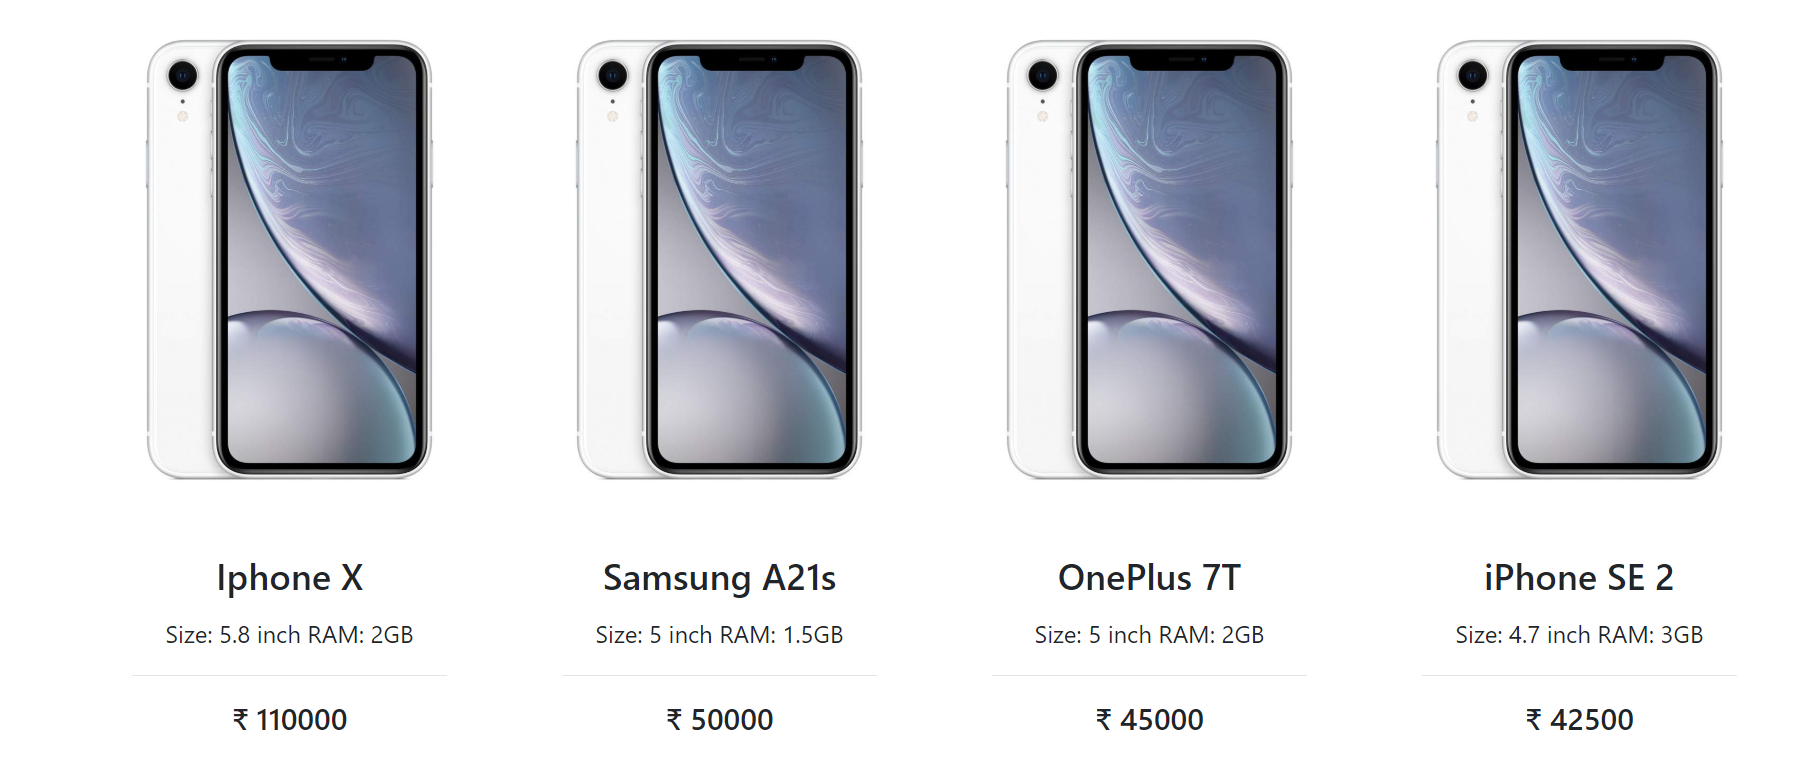 Iphone X
Size: 5.8 inch RAM: 2GB
₹ 110000
Samsung A21s
Size: 5 inch RAM: 1.5GB
₹ 50000
OnePlus 7T
Size: 5 inch RAM: 2GB
₹ 45000
iPhone SE 2
Size: 4.7 inch RAM: 3GB
₹ 42500